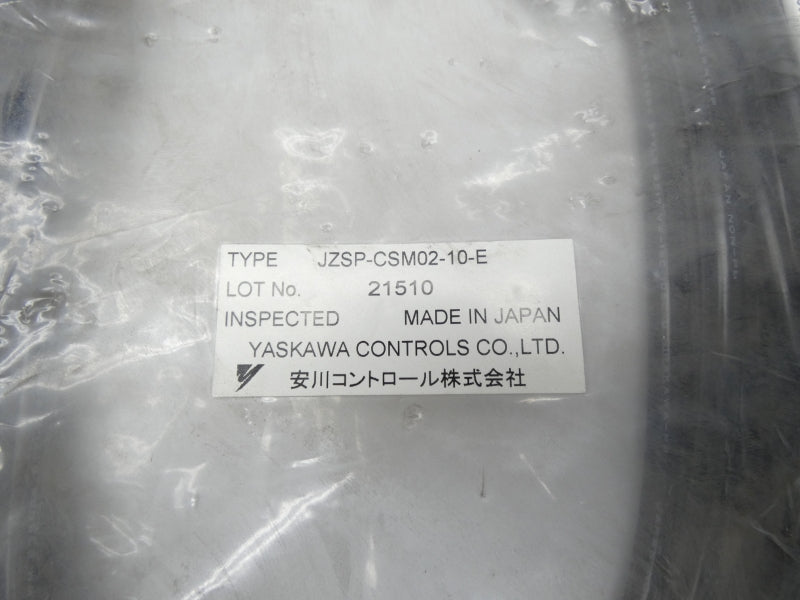 TYPE JZSP-CSM02-10-E
LOT No. 21510
INSPECTED MADE IN JAPAN
YASKAWA CONTROLS CO.,LTD.
安川コントロール株式会社